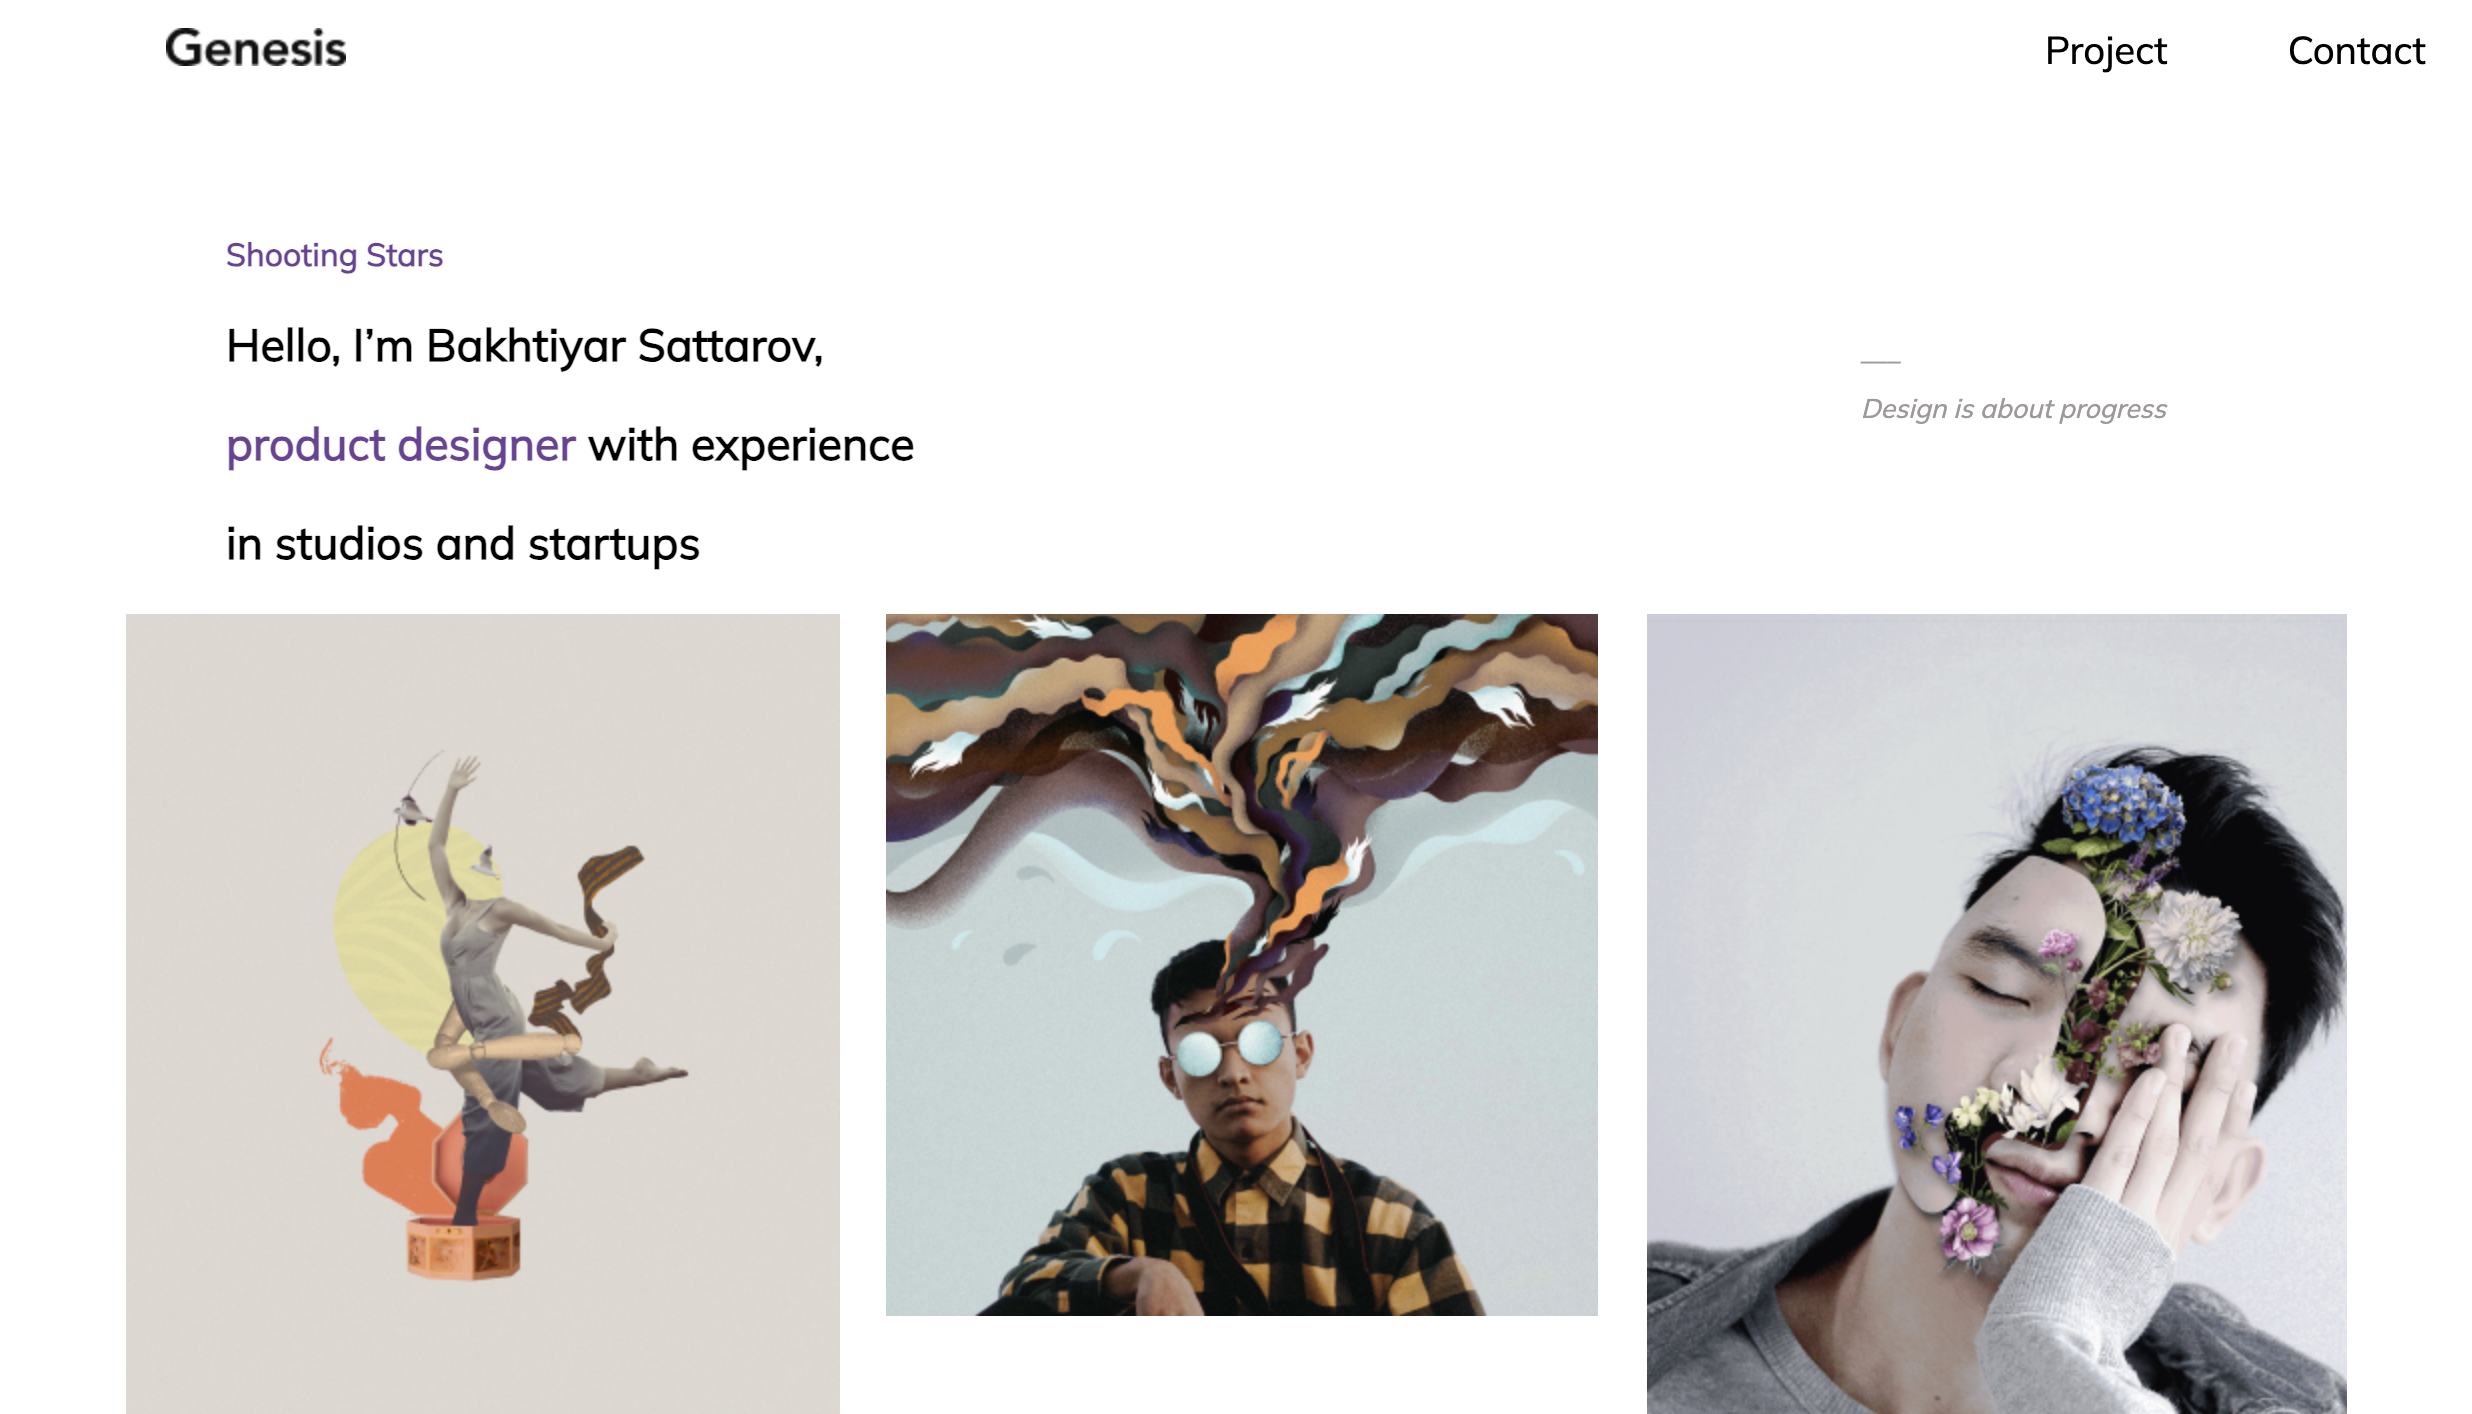 Genesis
Project
Contact
Shooting Stars
Hello, I’m Bakhtiyar Sattarov,
product designer with experience
in studios and startups
Design is about progress